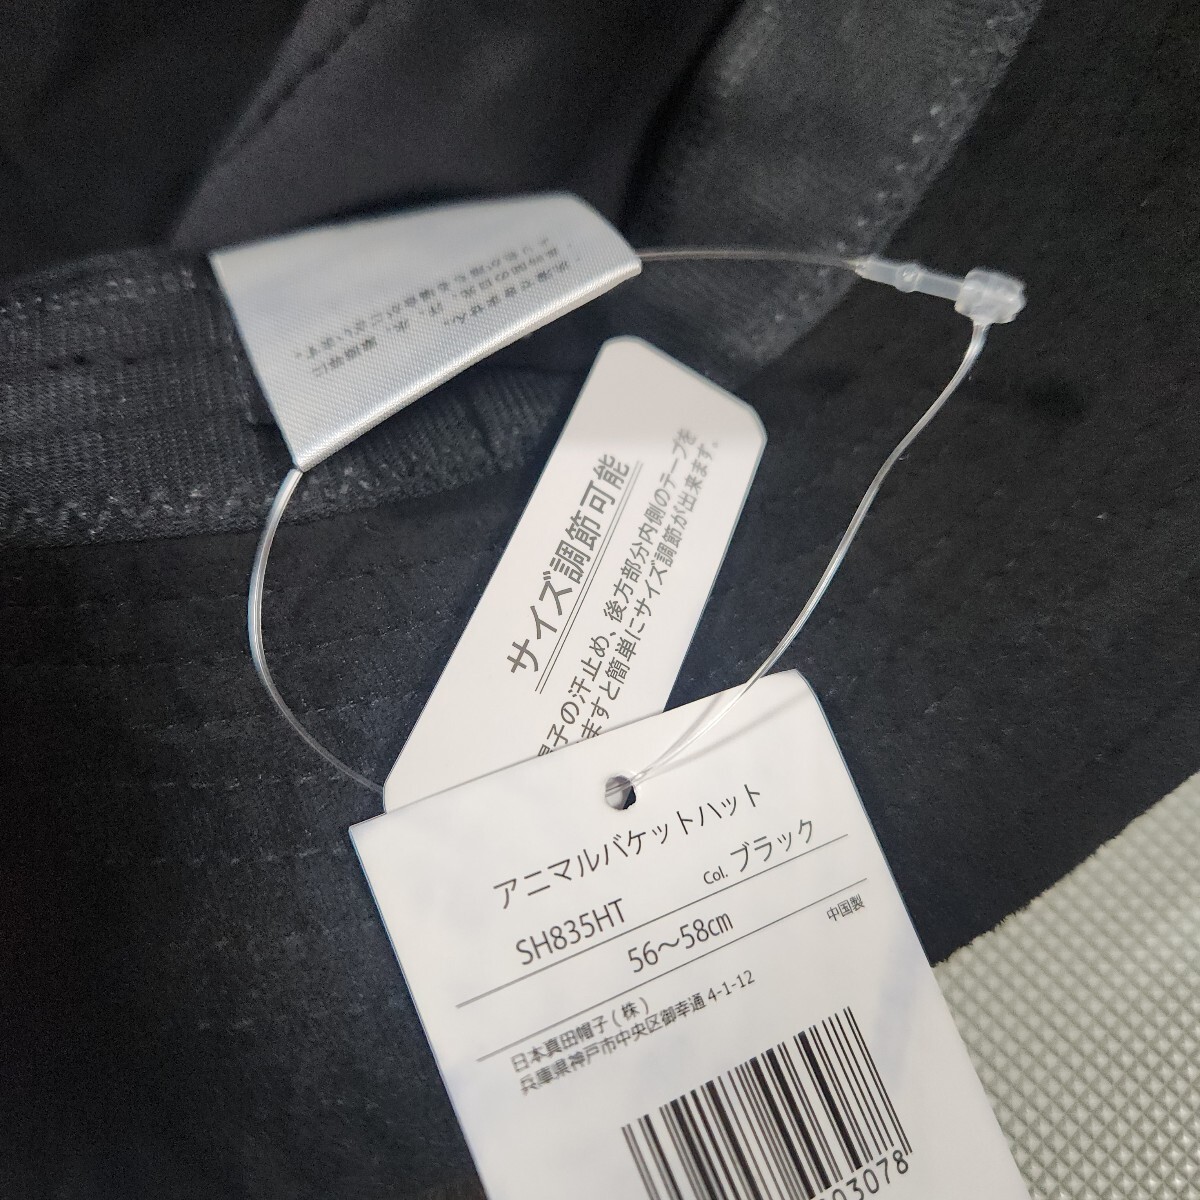 サイズ調節可能
子の汗止め、後方部分内側のテープを
ますと簡単にサイズ調節が出来ます。
アニマルバケットハット
SH835HT Col. ブラック
56〜58㎝
中国製
日本真田帽子(株)
兵庫県神戸市中央区御幸通4-1-12
03078